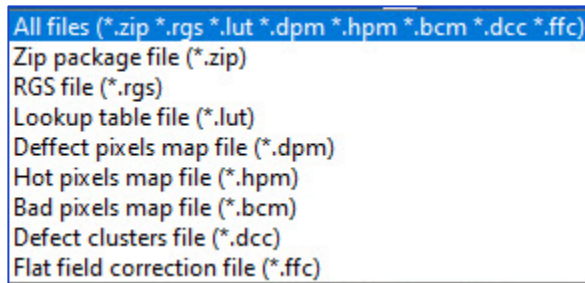 All files (*.zip *.rgs *.lut *.dpm *.hpm *.bcm *.dcc *.ffc)
Zip package file (*.zip)
RGS file (*.rgs)
Lookup table file (*.lut)
Deffect pixels map file (*.dpm)
Hot pixels map file (*.hpm)
Bad pixels map file (*.bcm)
Defect clusters file (*.dcc)
Flat field correction file (*.ffc)